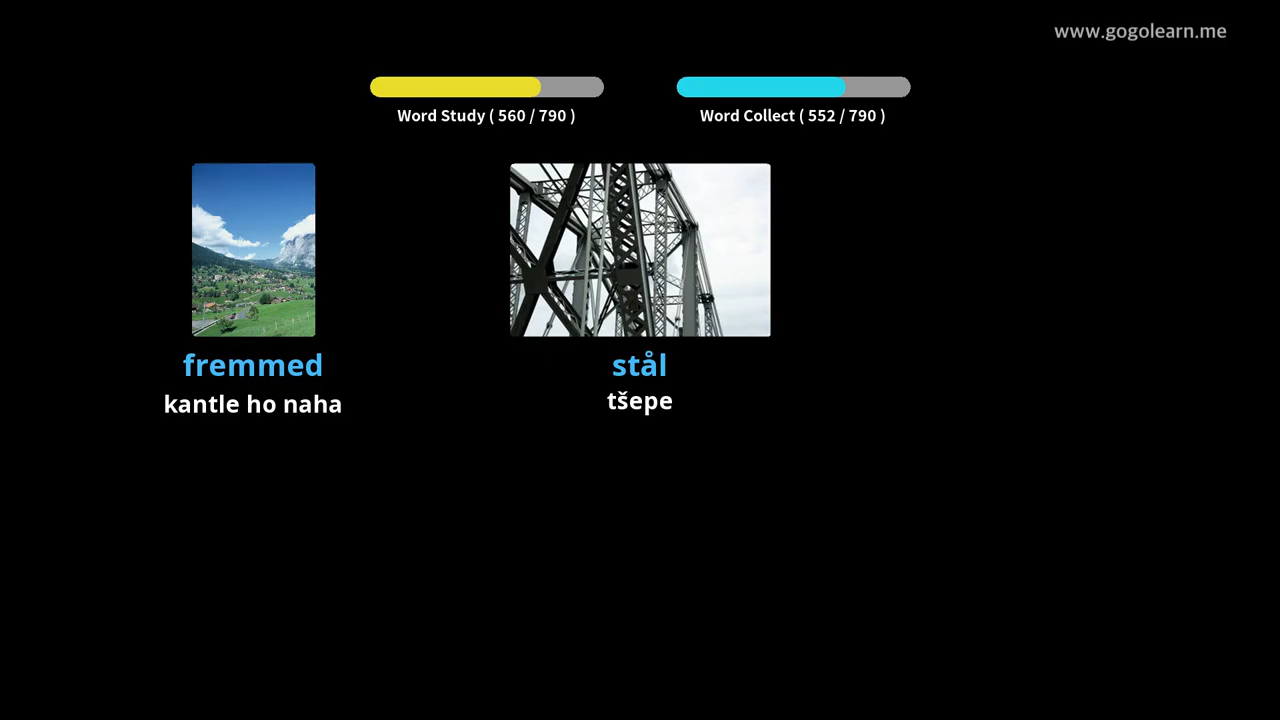 www.gogolearn.me
Word Study ( 560 / 790 )
Word Collect ( 552 / 790 )
fremmed
kantle ho naha
stål
tšepe